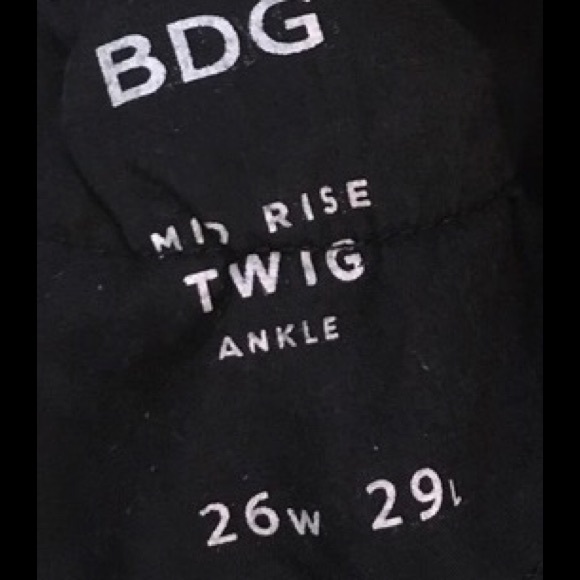 BDG
MID RISE
TWIG
ANKLE
26W 29L